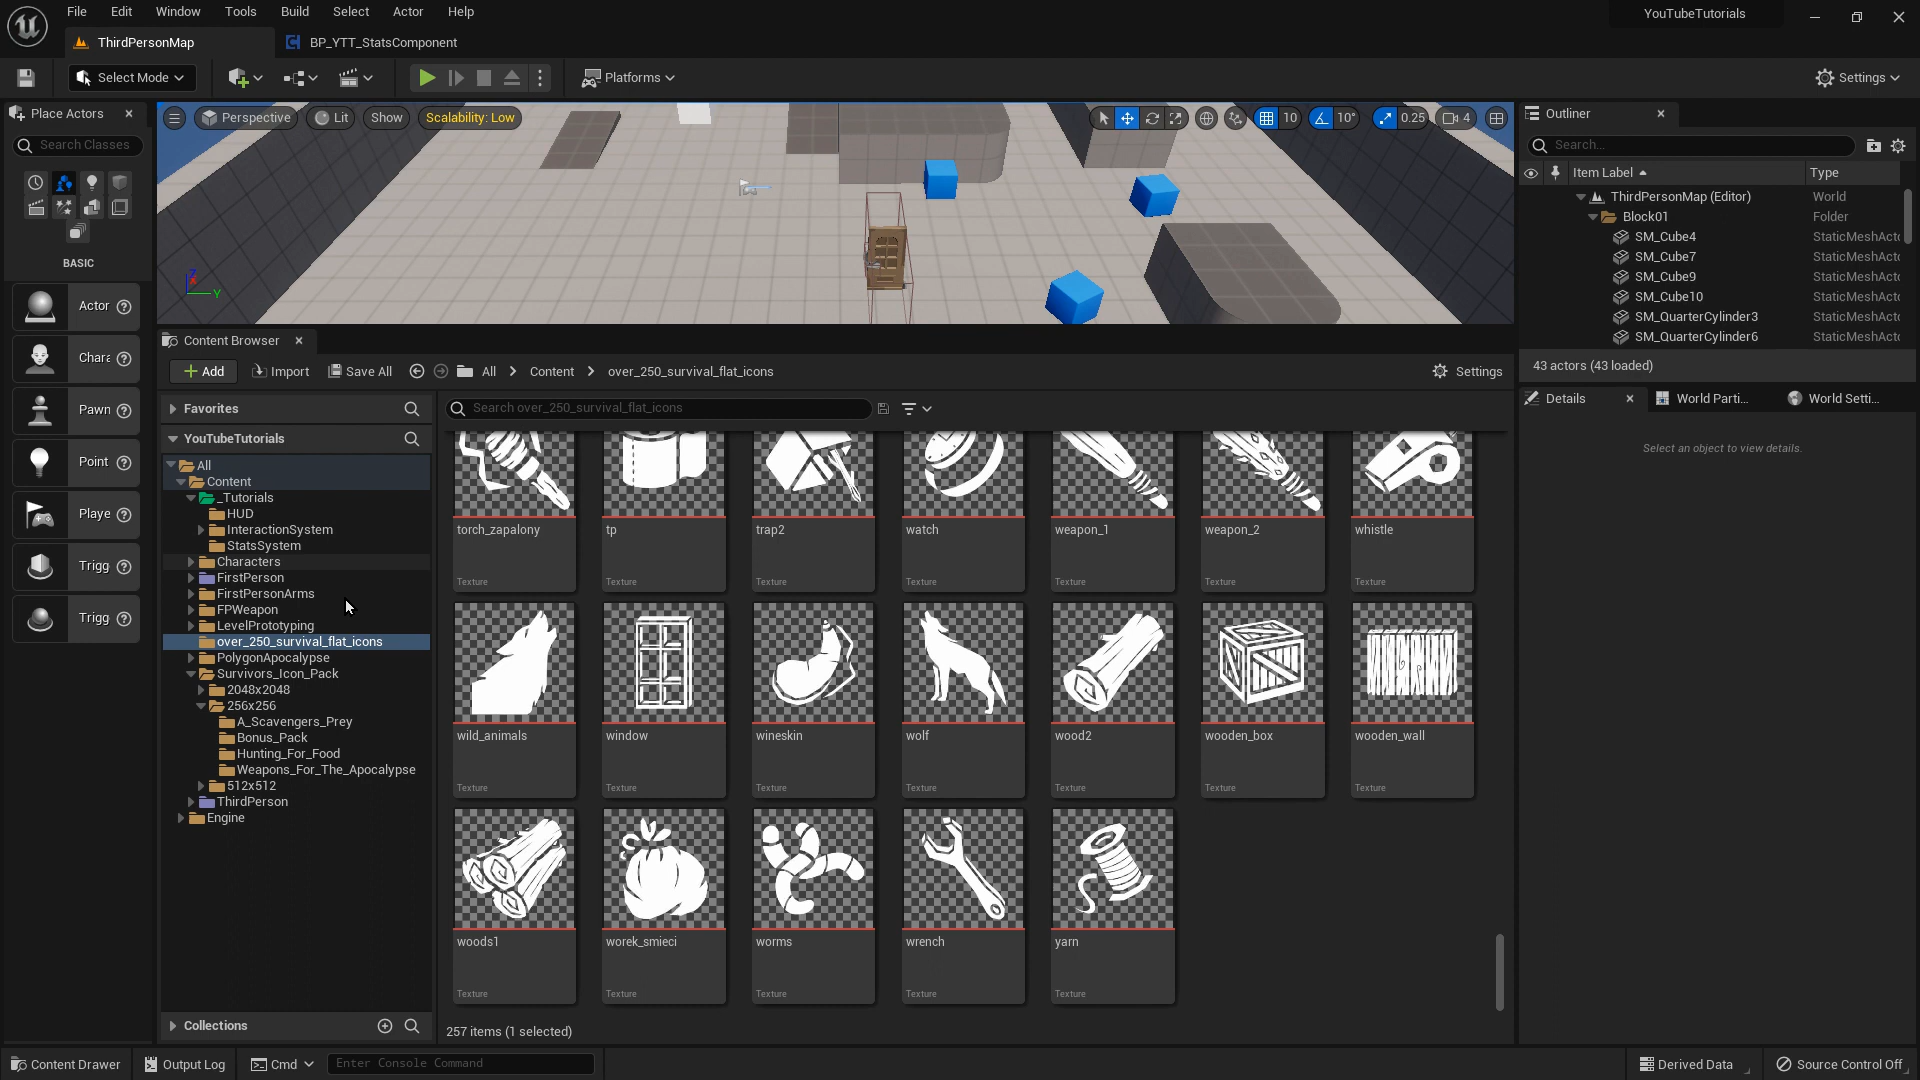 File Edit Window Tools Build Select Actor Help
YouTubeTutorials
ThirdPersonMap
BP_YTT_StatsComponent
Select Mode
Platforms
Settings
Place Actors
Search Classes
BASIC
Actor
Chara
Pawn
Point
Playe
Trigg
Trigg
Perspective
Lit
Show
Scalability: Low
10
10°
0.25
4
Z
Y
Content Browser
Add
Import
Save All
All
Content
over_250_survival_flat_icons
Settings
Favorites
YouTubeTutorials
All
Content
_Tutorials
HUD
InteractionSystem
StatsSystem
Characters
FirstPerson
FirstPersonArms
FPWeapon
LevelPrototyping
over_250_survival_flat_icons
PolygonApocalypse
Survivors_Icon_Pack
2048x2048
256x256
A_Scavengers_Prey
Bonus_Pack
Hunting_For_Food
Weapons_For_The_Apocalypse
512x512
ThirdPerson
Engine
Collections
Search over_250_survival_flat_icons
torch_zapalony
tp
trap2
watch
weapon_1
weapon_2
whistle
Texture
Texture
Texture
Texture
Texture
Texture
Texture
wild_animals
window
wineskin
wolf
wood2
wooden_box
wooden_wall
Texture
Texture
Texture
Texture
Texture
Texture
Texture
woods1
worek_smieci
worms
wrench
yarn
Texture
Texture
Texture
Texture
Texture
257 items (1 selected)
Outliner
Search...
Item Label
Type
ThirdPersonMap (Editor) World
Block01 Folder
SM_Cube4 StaticMeshActo
SM_Cube7 StaticMeshActo
SM_Cube9 StaticMeshActo
SM_Cube10 StaticMeshActo
SM_QuarterCylinder3 StaticMeshActo
SM_QuarterCylinder6 StaticMeshActo
43 actors (43 loaded)
Details
World Parti...
World Setti...
Select an object to view details.
Content Drawer
Output Log
Cmd
Enter Console Command
Derived Data
Source Control Off